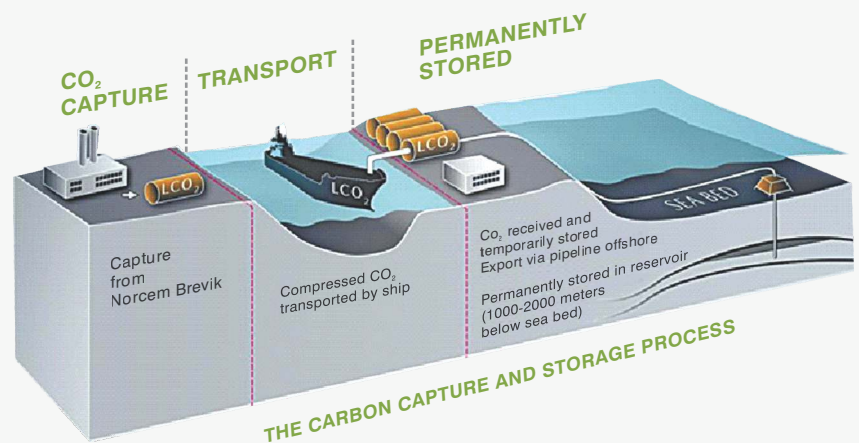 CO₂
CAPTURE
TRANSPORT
PERMANENTLY
STORED
LCO₂
LCO₂
LCO₂
SEA BED
Capture
from
Norcem Brevik
Compressed CO₂
transported by ship
Co₂ received and
temporarily stored
Export via pipeline offshore
Permanently stored in reservoir
(1000-2000 meters
below sea bed)
THE CARBON CAPTURE AND STORAGE PROCESS